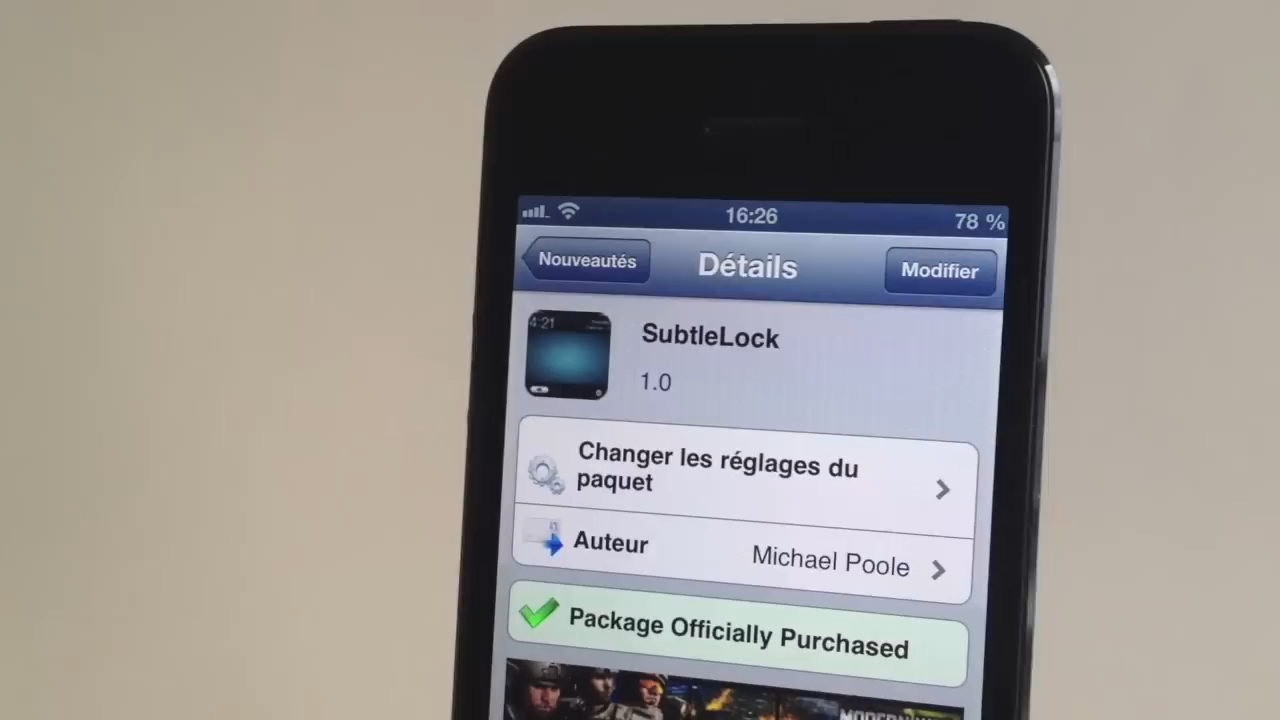 16:26
78 %
Nouveautés
Détails
Modifier
4:21
SubtleLock
1.0
Changer les réglages du
paquet
Auteur
Michael Poole
Package Officially Purchased